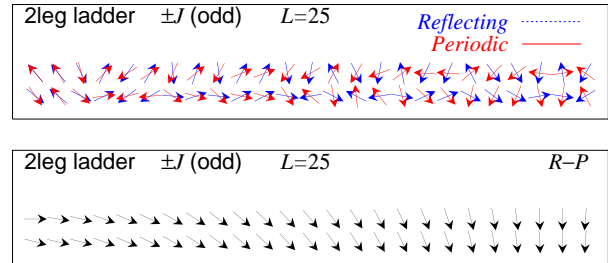 2leg ladder ±J (odd) L=25 Reflecting
Periodic
2leg ladder ±J (odd) L=25 R−P